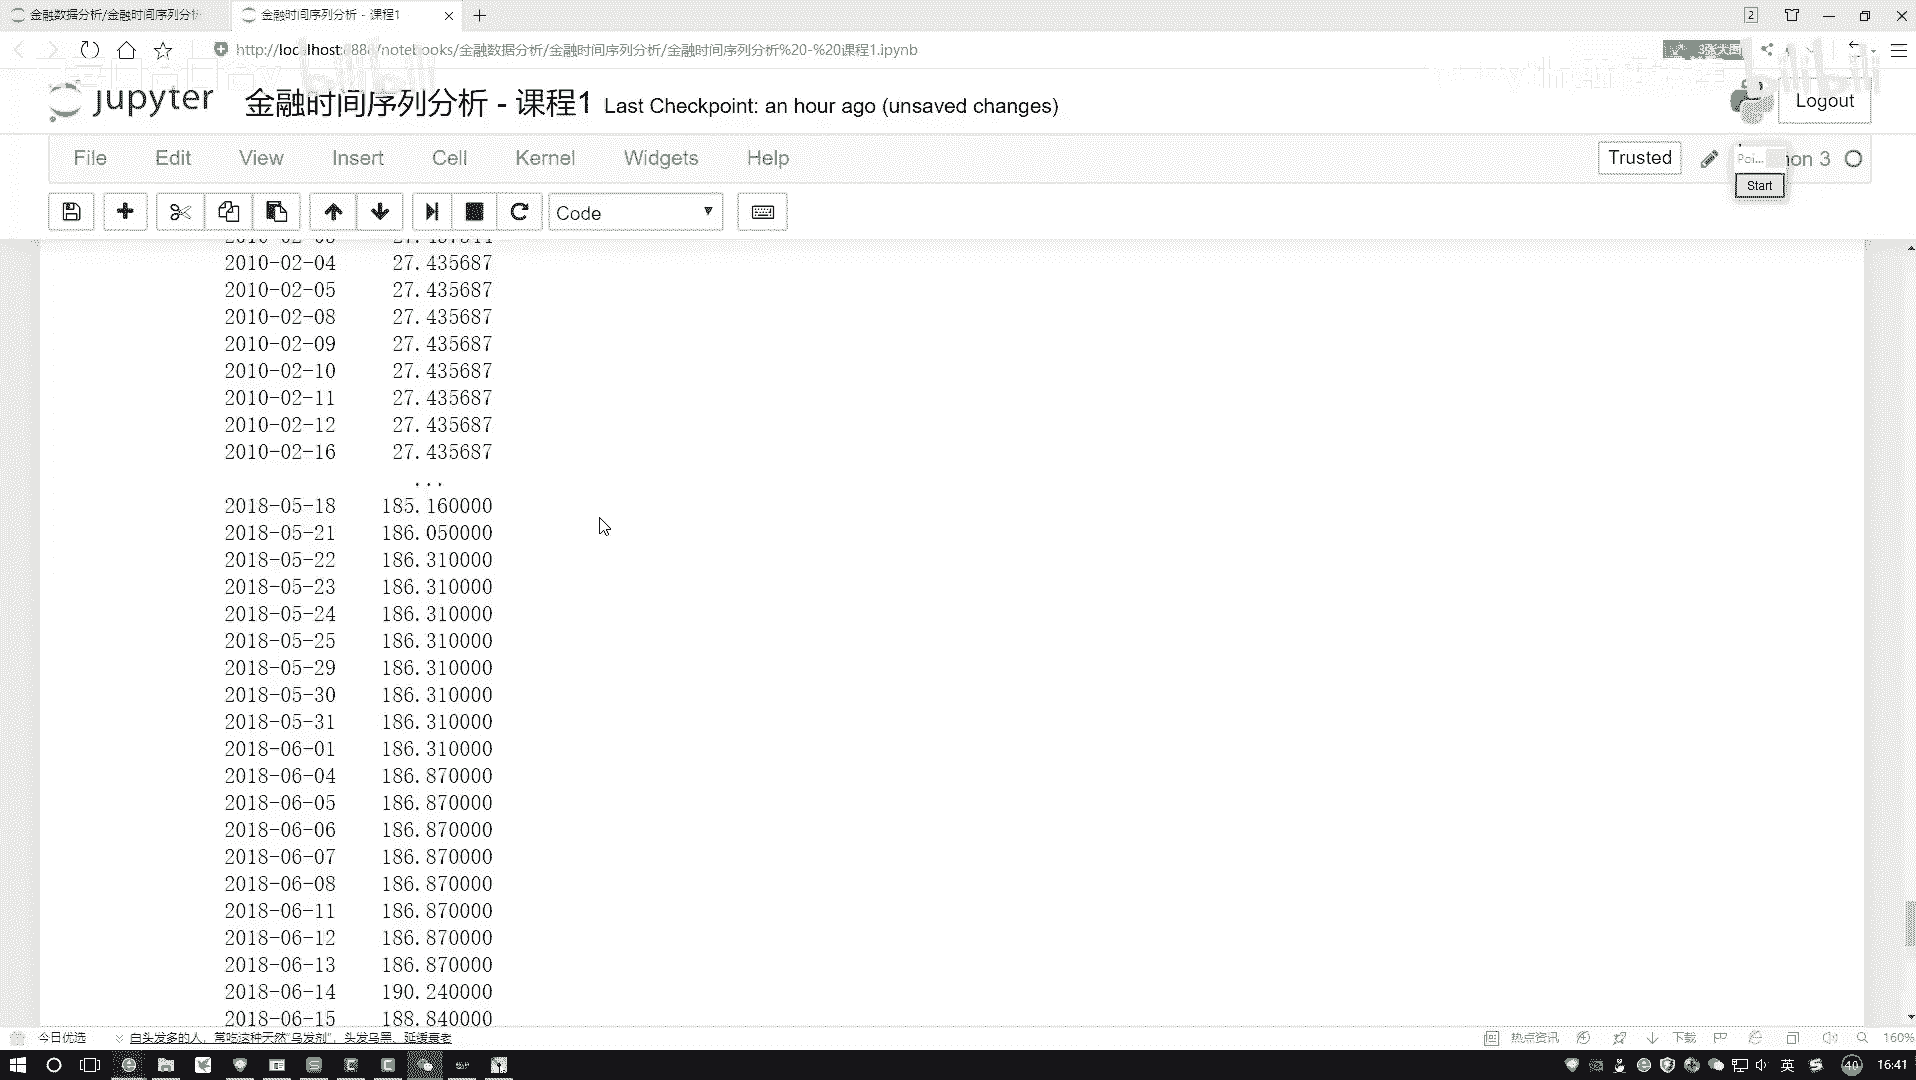 金融数据分析/金融时间序列分析
金融时间序列分析 - 课程1
2
http://localhost:888/notebooks/金融数据分析/金融时间序列分析/金融时间序列分析%20-%20课程1.ipynb
3张大图
bilibili
bilibili
jupyter
金融时间序列分析 - 课程1 Last Checkpoint: an hour ago (unsaved changes)
Logout
File Edit View Insert Cell Kernel Widgets Help
Trusted
Poi...
hon 3
Start
Code
2010-02-04 27.435687
2010-02-05 27.435687
2010-02-08 27.435687
2010-02-09 27.435687
2010-02-10 27.435687
2010-02-11 27.435687
2010-02-12 27.435687
2010-02-16 27.435687
...
2018-05-18 185.160000
2018-05-21 186.050000
2018-05-22 186.310000
2018-05-23 186.310000
2018-05-24 186.310000
2018-05-25 186.310000
2018-05-29 186.310000
2018-05-30 186.310000
2018-05-31 186.310000
2018-06-01 186.310000
2018-06-04 186.870000
2018-06-05 186.870000
2018-06-06 186.870000
2018-06-07 186.870000
2018-06-08 186.870000
2018-06-11 186.870000
2018-06-12 186.870000
2018-06-13 186.870000
2018-06-14 190.240000
2018-06-15 188.840000
今日优选
白头发多的人，常吃这种天然"乌发剂"，头发乌黑、延缓衰老
热点资讯
下载
160%
英
40
16:41